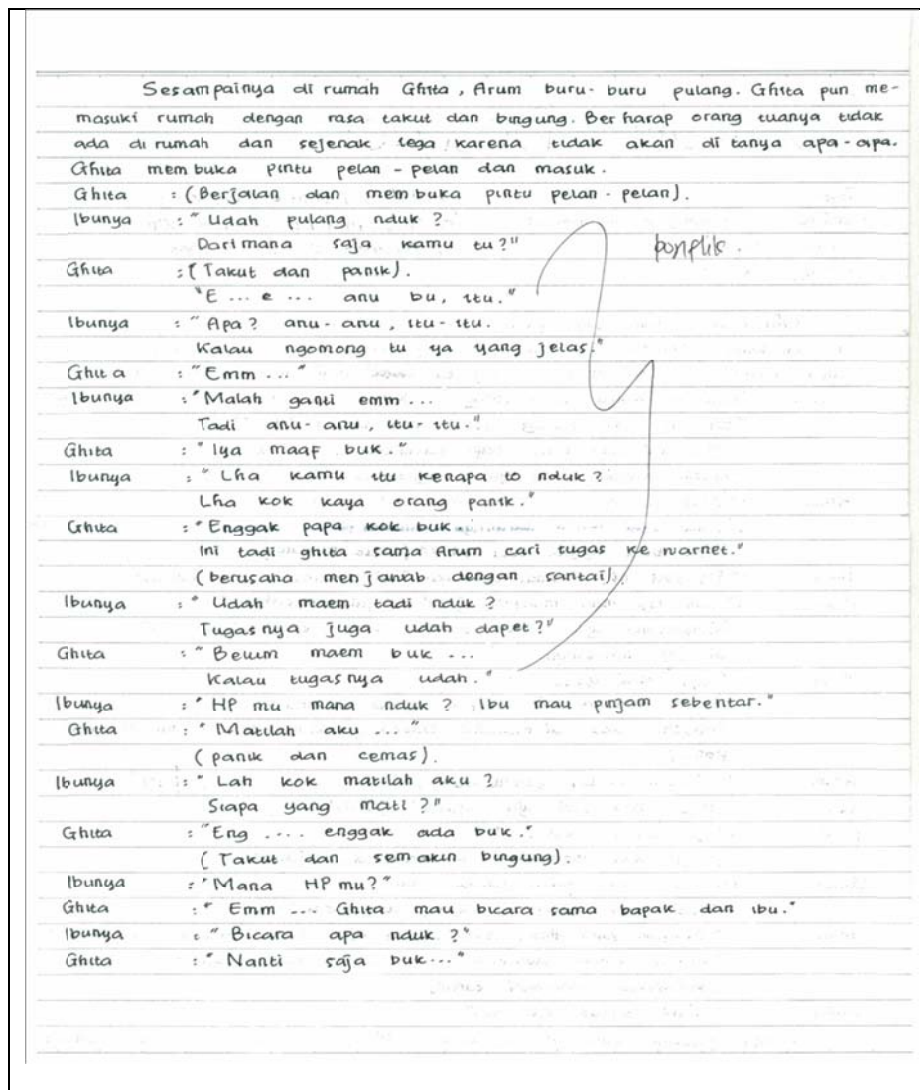 Sesampainya di rumah Ghita, Arum buru-buru pulang. Ghita pun me-
masuki rumah dengan rasa takut dan bingung. Berharap orang tuanya tidak
ada di rumah dan sejenak lega karena tidak akan di tanya apa-apa.
Ghita membuka pintu pelan-pelan dan masuk.
Ghita : (Berjalan dan membuka pintu pelan-pelan).
Ibunya : "Udah pulang nduk ?
Dari mana saja kamu tu?"
konflik.
Ghita : (Takut dan panik).
"E ... e ... anu bu, itu."
Ibunya : "Apa? anu-anu, itu-itu.
Kalau ngomong tu ya yang jelas."
Ghita : "Emm ..."
Ibunya : "Malah ganti emm ...
Tadi anu-anu, itu-itu."
Ghita : "Iya maaf buk."
Ibunya : "Lha kamu itu kenapa to nduk ?
Lha kok kaya orang panik."
Ghita : "Enggak papa kok buk.
Ini tadi ghita sama Arum cari tugas ke warnet."
(berusaha menjawab dengan santai).
Ibunya : "Udah maem tadi nduk ?
Tugasnya juga udah dapet?"
Ghita : "Belum maem buk ...
Kalau tugasnya udah."
Ibunya : "HP mu mana nduk ? Ibu mau pinjam sebentar."
Ghita : "Matilah aku ..."
(panik dan cemas).
Ibunya : "Lah kok matilah aku ?
Siapa yang mati ?"
Ghita : "Eng .... enggak ada buk."
(Takut dan semakin bingung).
Ibunya : "Mana HP mu?"
Ghita : "Emm ... Ghita mau bicara sama bapak dan ibu."
Ibunya : "Bicara apa nduk ?"
Ghita : "Nanti saja buk..."